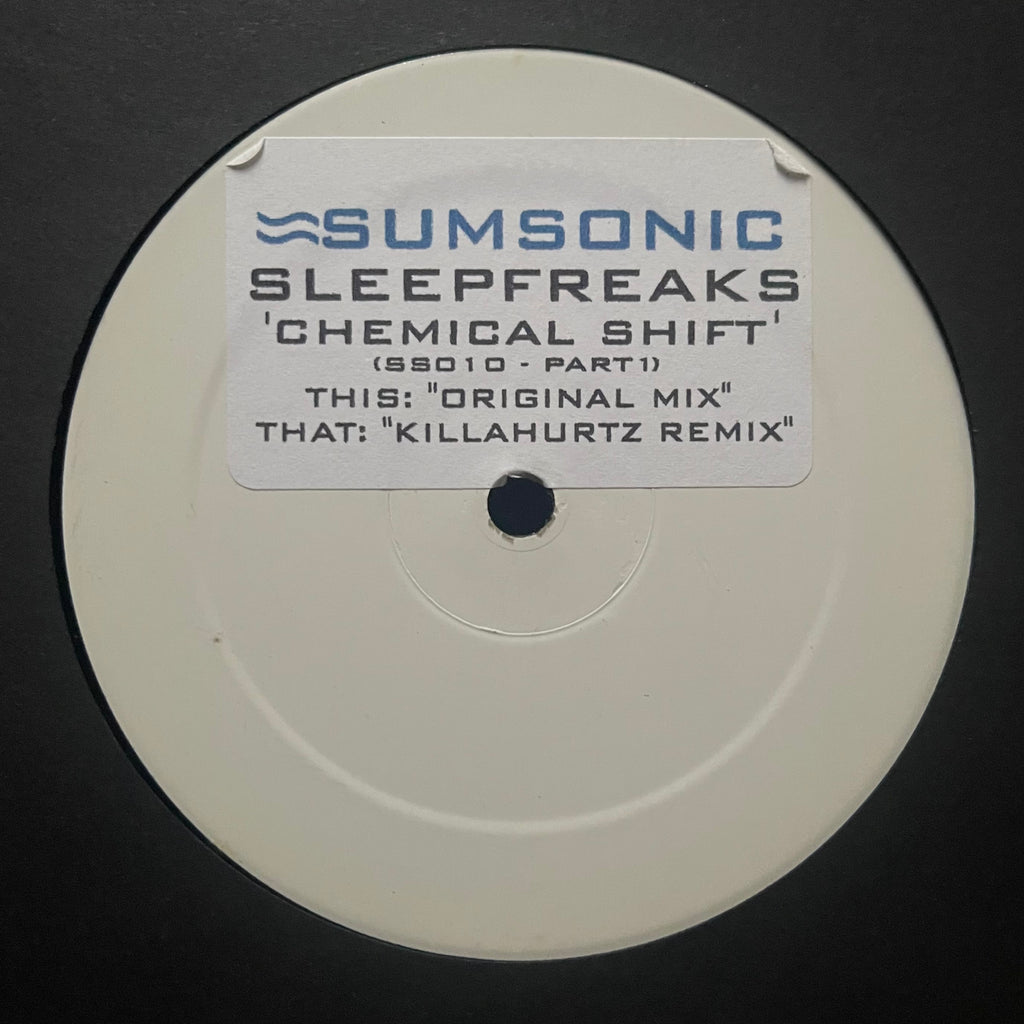 SUMSONIC
SLEEPFREAKS
'CHEMICAL SHIFT'
(SS010 - PART1)
THIS: "ORIGINAL MIX"
THAT: "KILLAHURTZ REMIX"